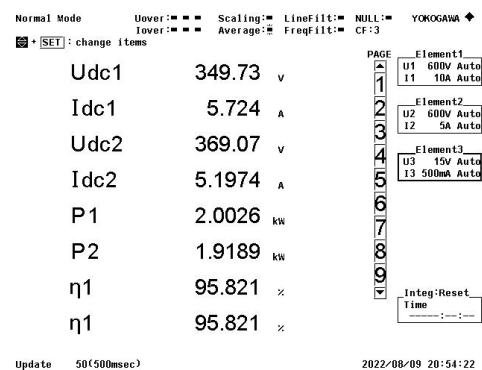 Normal Mode Uover:■ ■ ■ Scaling:■ LineFilt:■ NULL:■ YOKOGAWA ◆
Iover:■ ■ ■ Average:■ FreqFilt:■ CF:3
+ SET : change items
PAGE
Udc1 349.73 V
Idc1 5.724 A
Udc2 369.07 V
Idc2 5.1974 A
P1 2.0026 kW
P2 1.9189 kW
η1 95.821 %
η1 95.821 %
1
2
3
4
5
6
7
8
9
Element1
U1 600V Auto
I1 10A Auto
Element2
U2 600V Auto
I2 5A Auto
Element3
U3 15V Auto
I3 500mA Auto
Integ:Reset
Time
-----:--:--
Update 50(500msec) 2022/08/09 20:54:22